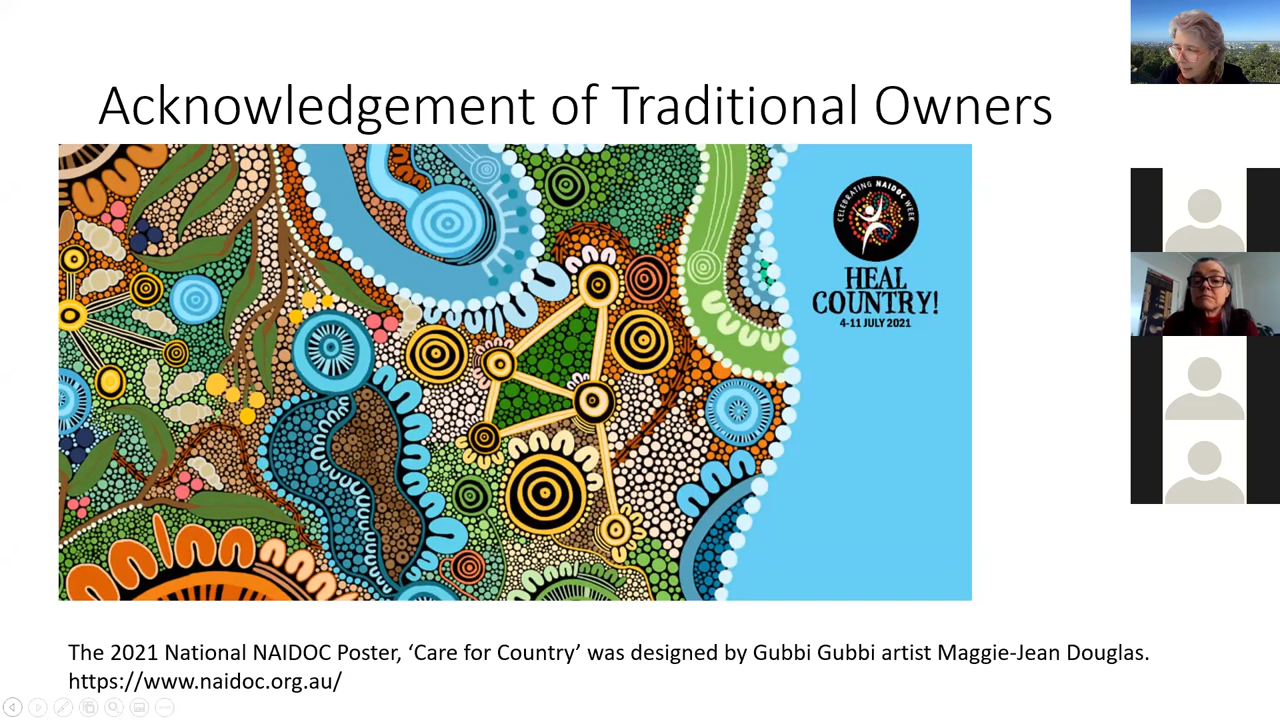 Acknowledgement of Traditional Owners
CELEBRATING NAIDOC WEEK
HEAL
COUNTRY!
4-11 JULY 2021
The 2021 National NAIDOC Poster, ‘Care for Country’ was designed by Gubbi Gubbi artist Maggie-Jean Douglas.
https://www.naidoc.org.au/